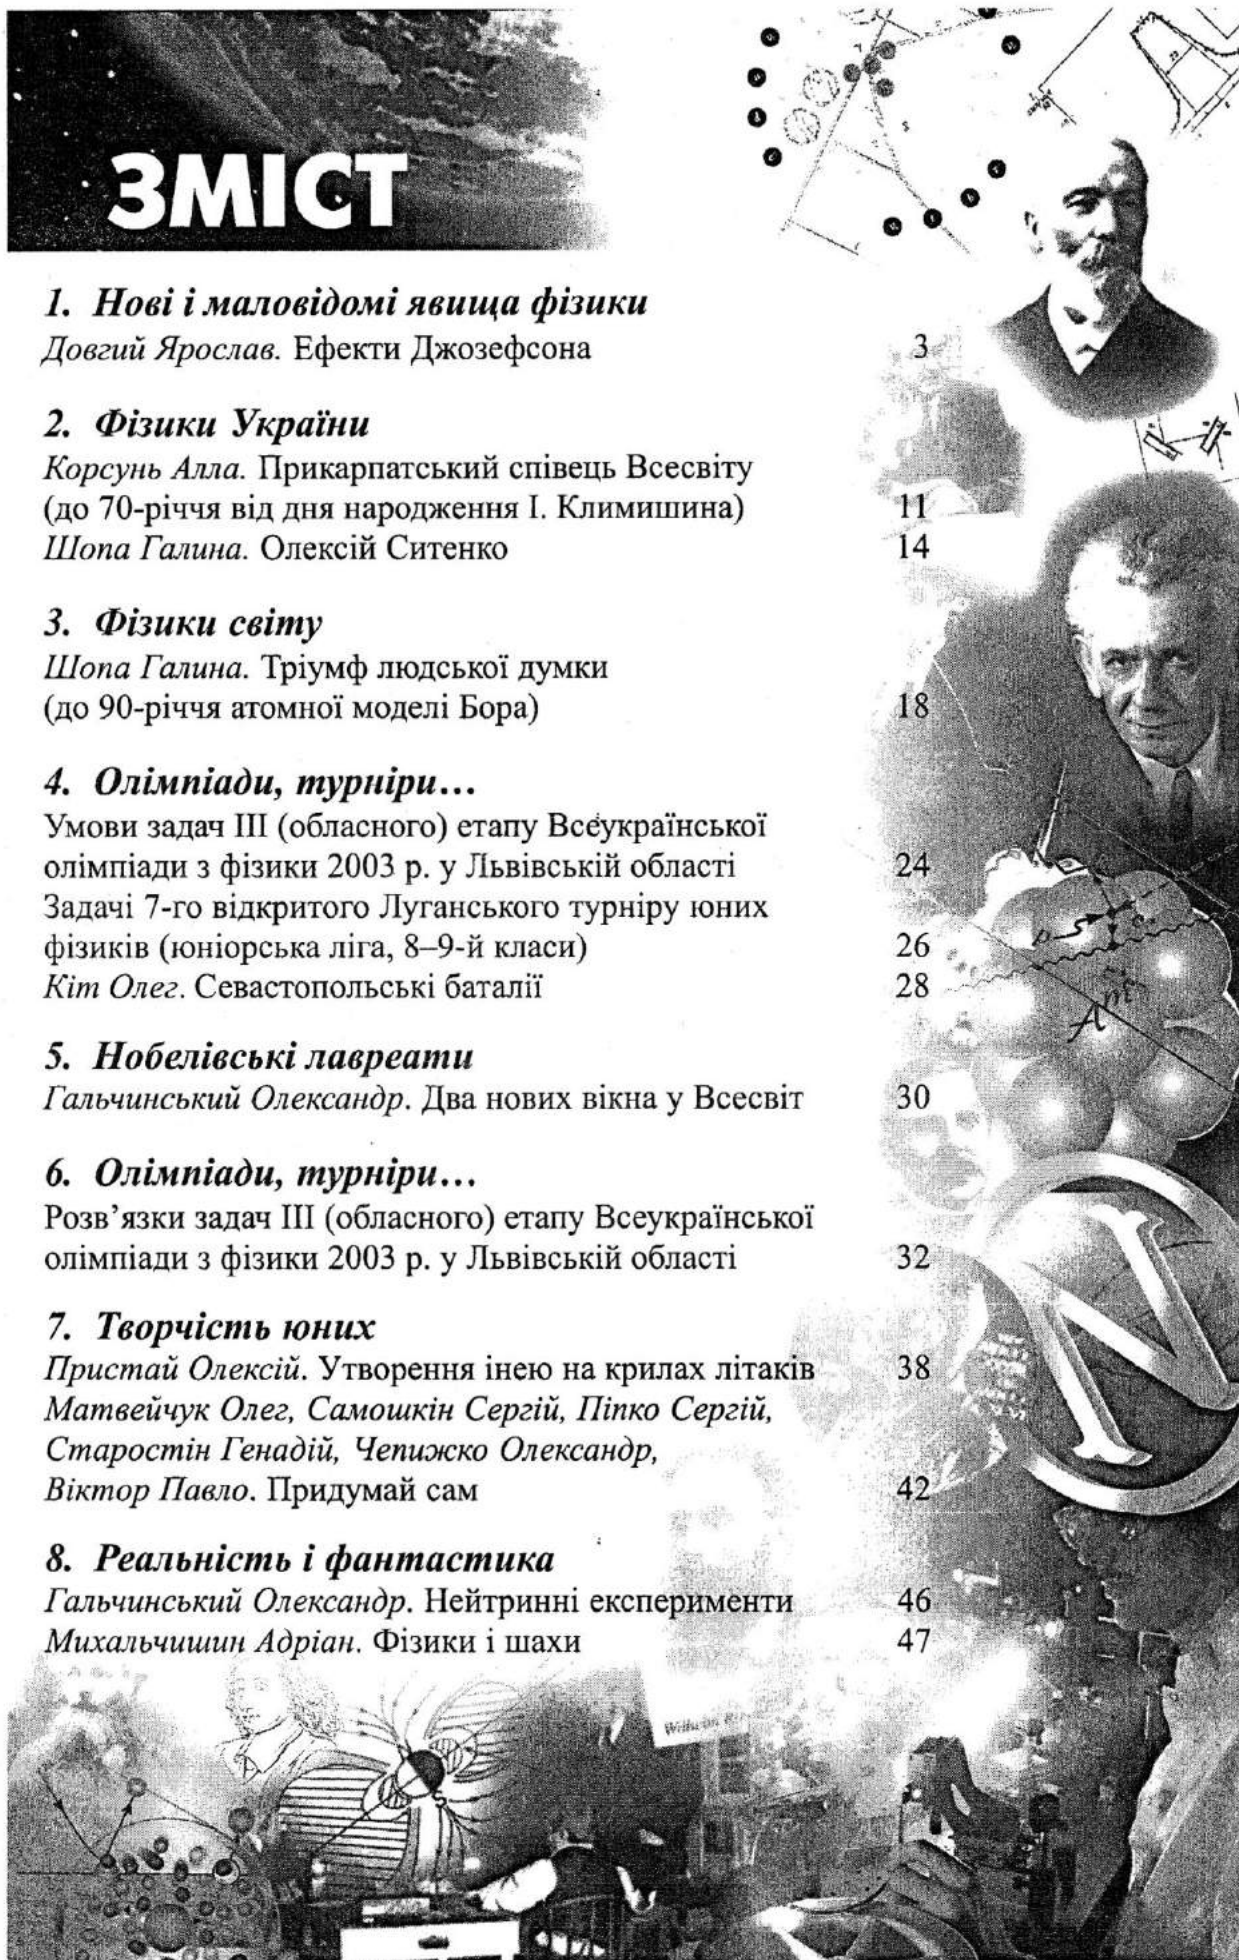 ЗМІСТ
1. Нові і маловідомі явища фізики
Довгий Ярослав. Ефекти Джозефсона 3
2. Фізики України
Корсунь Алла. Прикарпатський співець Всесвіту
(до 70-річчя від дня народження І. Климишина) 11
Шопа Галина. Олексій Ситенко 14
3. Фізики світу
Шопа Галина. Тріумф людської думки
(до 90-річчя атомної моделі Бора) 18
4. Олімпіади, турніри...
Умови задач III (обласного) етапу Всеукраїнської
олімпіади з фізики 2003 р. у Львівській області 24
Задачі 7-го відкритого Луганського турніру юних
фізиків (юніорська ліга, 8–9-й класи) 26
Кіт Олег. Севастопольські баталії 28
5. Нобелівські лавреати
Гальчинський Олександр. Два нових вікна у Всесвіт 30
6. Олімпіади, турніри...
Розв’язки задач III (обласного) етапу Всеукраїнської
олімпіади з фізики 2003 р. у Львівській області 32
7. Творчість юних
Пристай Олексій. Утворення інею на крилах літаків 38
Матвейчук Олег, Самошкін Сергій, Піпко Сергій,
Старостін Генадій, Чепижко Олександр,
Віктор Павло. Придумай сам 42
8. Реальність і фантастика
Гальчинський Олександр. Нейтринні експерименти 46
Михальчишин Адріан. Фізики і шахи 47